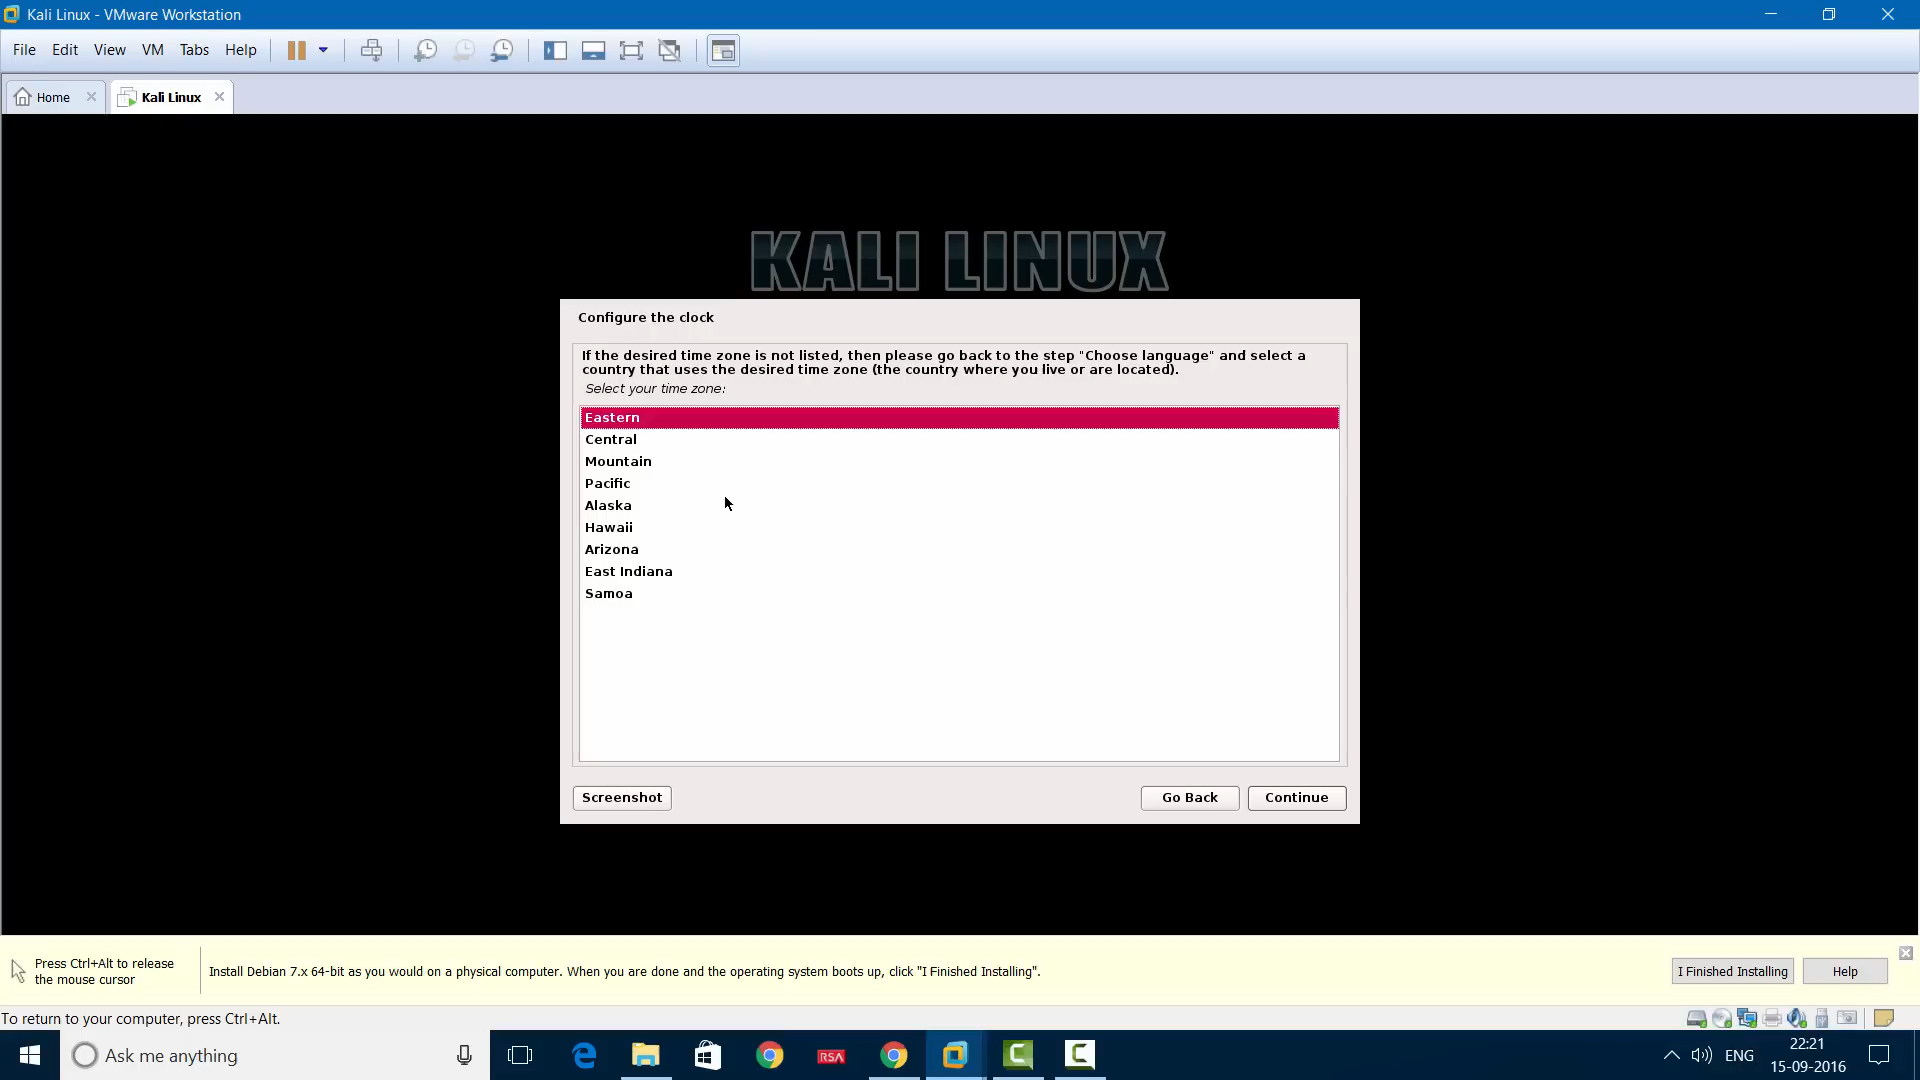 Kali Linux - VMware Workstation
File Edit View VM Tabs Help
Home Kali Linux
KALI LINUX
Configure the clock
If the desired time zone is not listed, then please go back to the step "Choose language" and select a
country that uses the desired time zone (the country where you live or are located).
Select your time zone:
Eastern
Central
Mountain
Pacific
Alaska
Hawaii
Arizona
East Indiana
Samoa
Screenshot Go Back Continue
Press Ctrl+Alt to release
the mouse cursor
Install Debian 7.x 64-bit as you would on a physical computer. When you are done and the operating system boots up, click "I Finished Installing".
I Finished Installing Help
To return to your computer, press Ctrl+Alt.
Ask me anything
RSA
ENG
22:21
15-09-2016